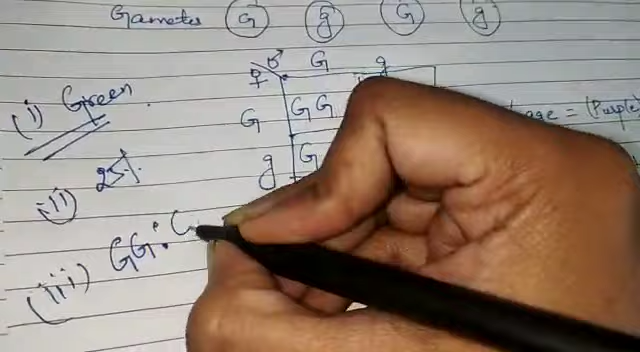 Gametes G g G g
♀ ♂ G g
(i) Green.
G GG
age = (Purple)
g G
(ii) 25%
(iii) GG : G